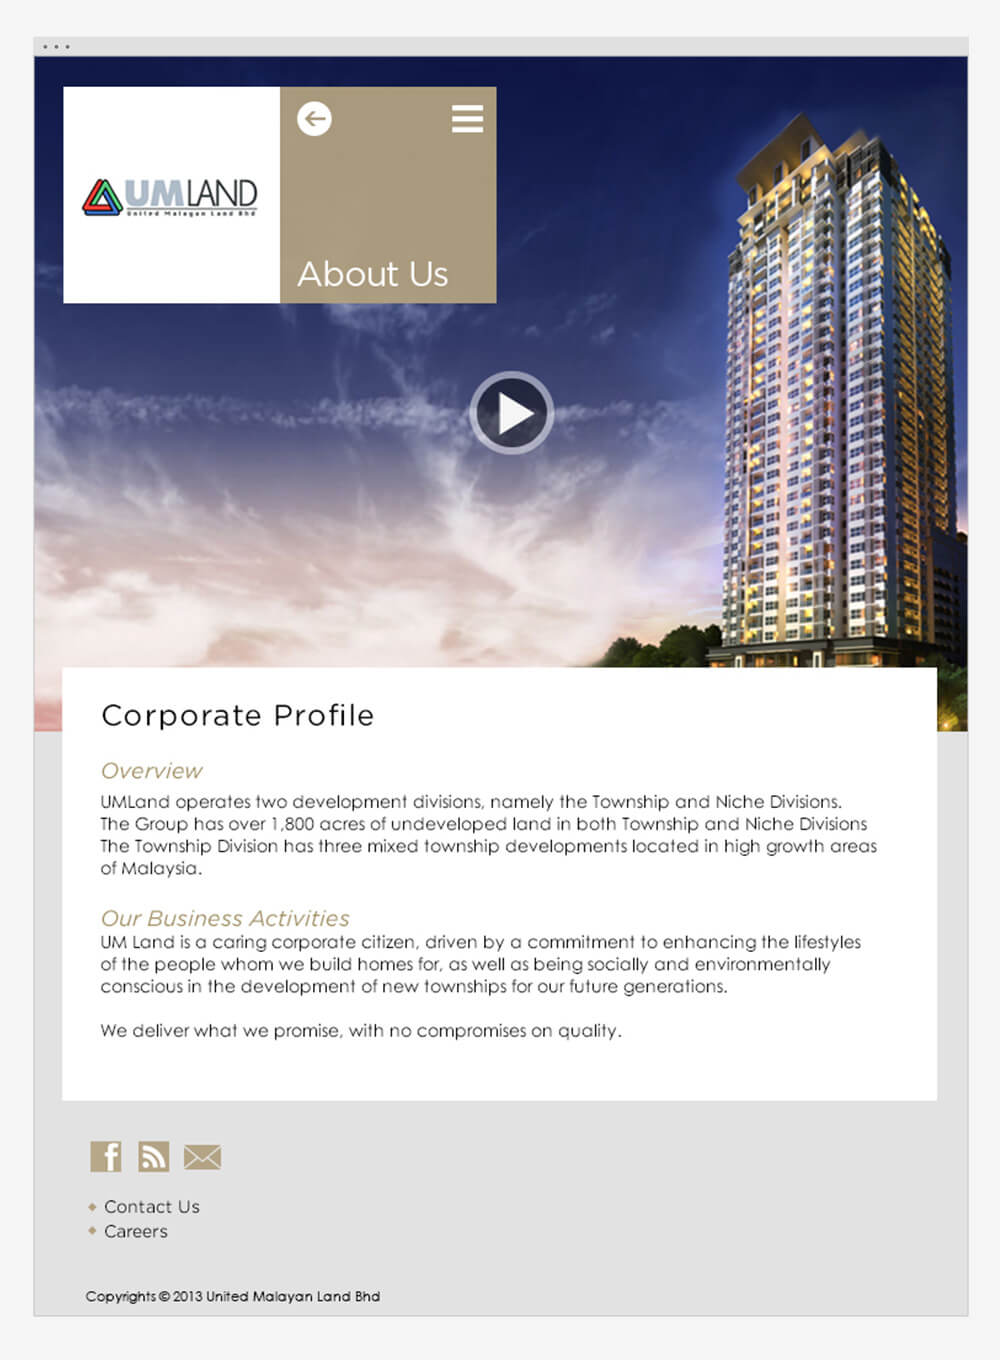 UMLAND
United Malayan Land Bhd
About Us
Corporate Profile
Overview
UMLand operates two development divisions, namely the Township and Niche Divisions.
The Group has over 1,800 acres of undeveloped land in both Township and Niche Divisions
The Township Division has three mixed township developments located in high growth areas
of Malaysia.
Our Business Activities
UM Land is a caring corporate citizen, driven by a commitment to enhancing the lifestyles
of the people whom we build homes for, as well as being socially and environmentally
conscious in the development of new townships for our future generations.
We deliver what we promise, with no compromises on quality.
Contact Us
Careers
Copyrights © 2013 United Malayan Land Bhd